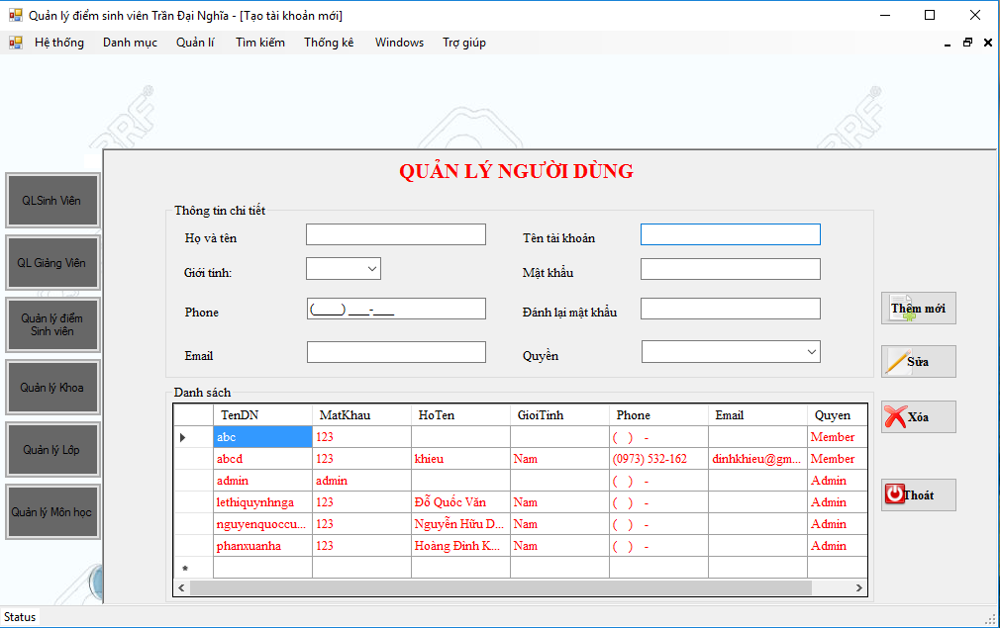 Quản lý điểm sinh viên Trần Đại Nghĩa - [Tạo tài khoản mới]
Hệ thống Danh mục Quản lí Tìm kiếm Thống kê Windows Trợ giúp
QUẢN LÝ NGƯỜI DÙNG
QLSinh Viên
QL Giảng Viên
Quản lý điểm
Sinh viên
Quản lý Khoa
Quản lý Lớp
Quản lý Môn học
Thông tin chi tiết
Họ và tên
Tên tài khoản
Giới tính:
Mật khẩu
Phone
(____) ___-___
Đánh lại mật khẩu
Email
Quyền
Thêm mới
Sửa
Xóa
Thoát
Danh sách
TenDN MatKhau HoTen GioiTinh Phone Email Quyen
abc 123 ( ) - Member
abcd 123 khieu Nam (0973) 532-162 dinhkhieu@gm... Member
admin admin ( ) - Admin
lethiquynhnga 123 Đỗ Quốc Văn Nam ( ) - Admin
nguyenquoccu... 123 Nguyễn Hữu D... Nam ( ) - Admin
phanxuanha 123 Hoàng Đình K... Nam ( ) - Admin
*
Status